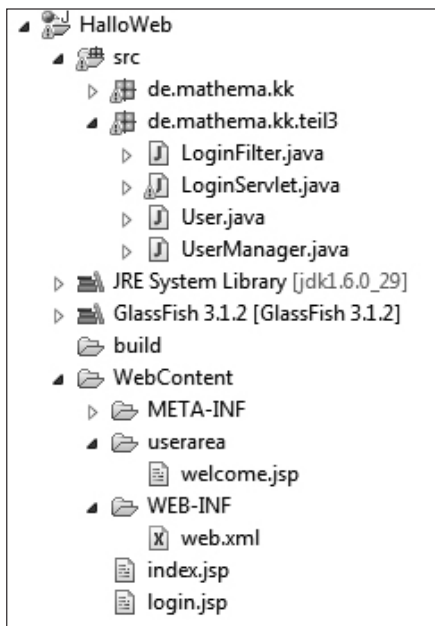 HalloWeb
src
de.mathema.kk
de.mathema.kk.teil3
LoginFilter.java
LoginServlet.java
User.java
UserManager.java
JRE System Library [jdk1.6.0_29]
GlassFish 3.1.2 [GlassFish 3.1.2]
build
WebContent
META-INF
userarea
welcome.jsp
WEB-INF
web.xml
index.jsp
login.jsp